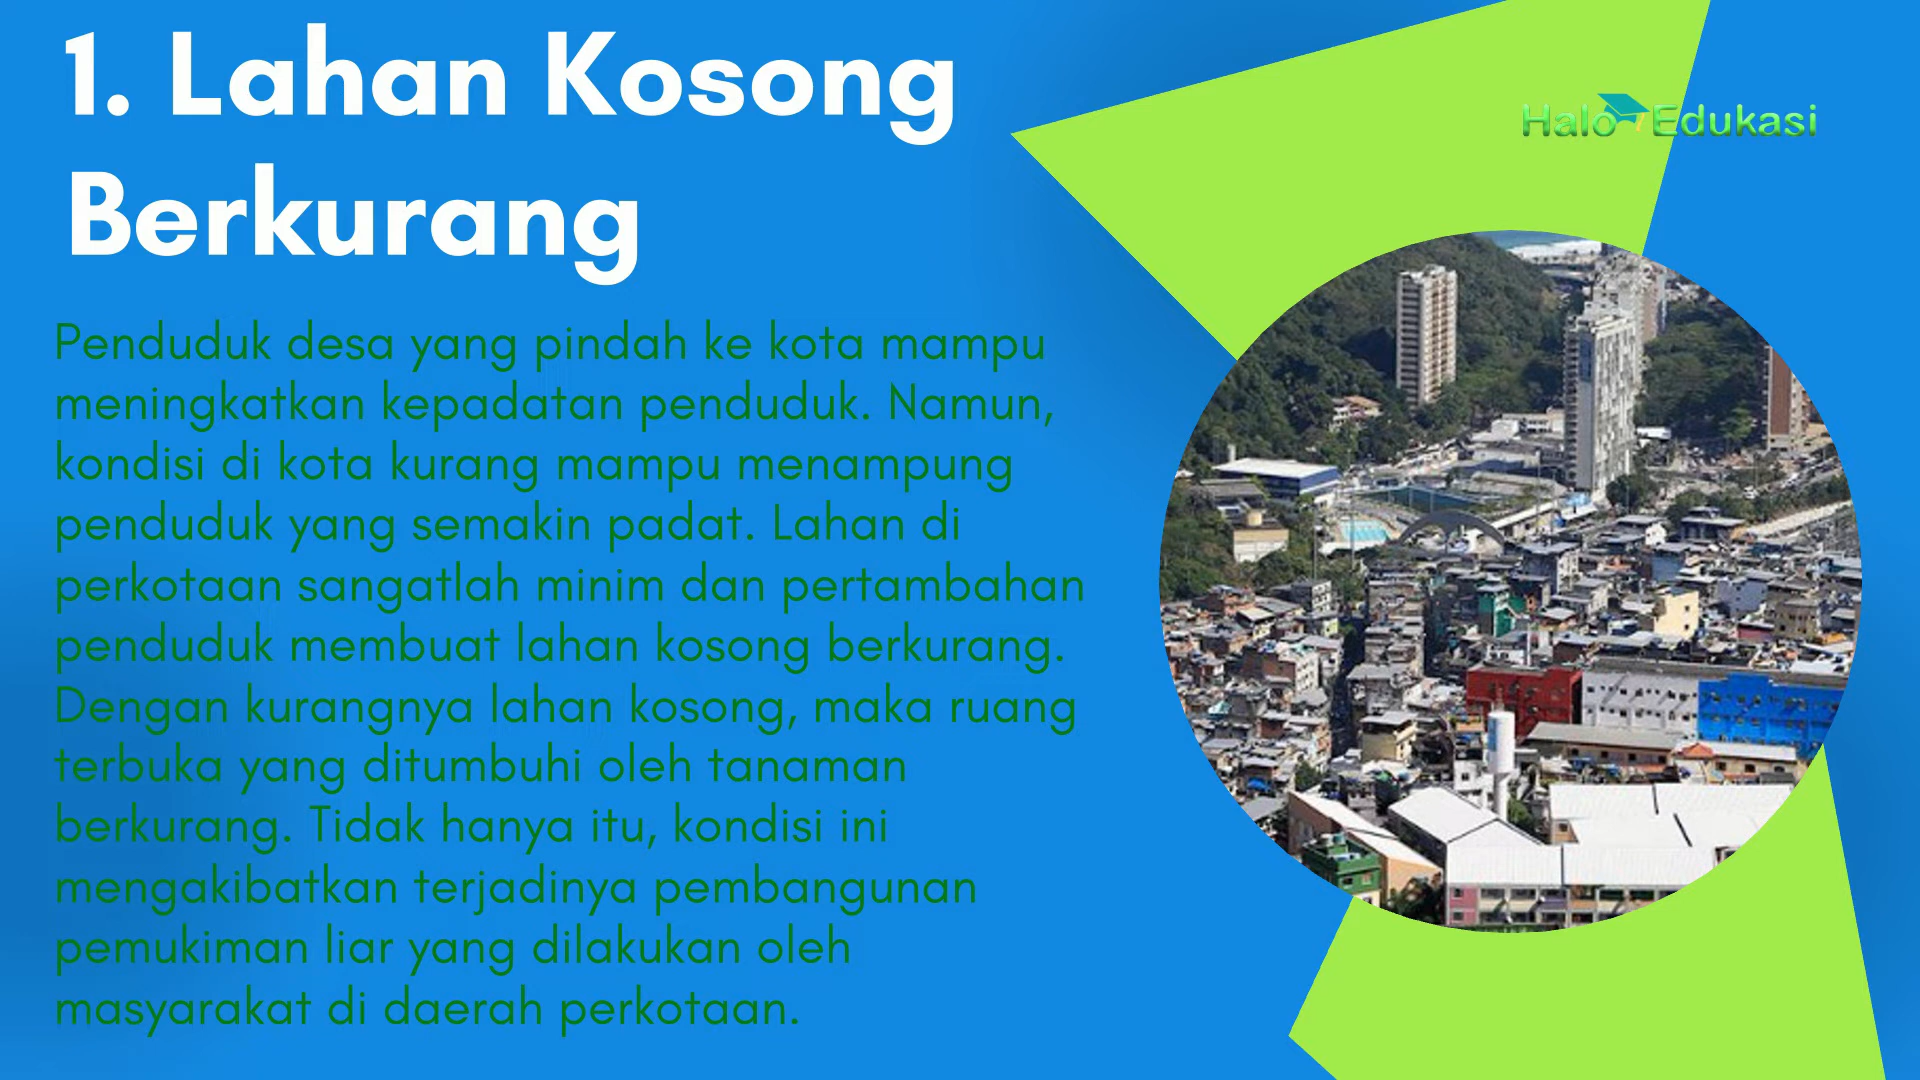 1. Lahan Kosong
Berkurang
Halo Edukasi
Penduduk desa yang pindah ke kota mampu
meningkatkan kepadatan penduduk. Namun,
kondisi di kota kurang mampu menampung
penduduk yang semakin padat. Lahan di
perkotaan sangatlah minim dan pertambahan
penduduk membuat lahan kosong berkurang.
Dengan kurangnya lahan kosong, maka ruang
terbuka yang ditumbuhi oleh tanaman
berkurang. Tidak hanya itu, kondisi ini
mengakibatkan terjadinya pembangunan
pemukiman liar yang dilakukan oleh
masyarakat di daerah perkotaan.